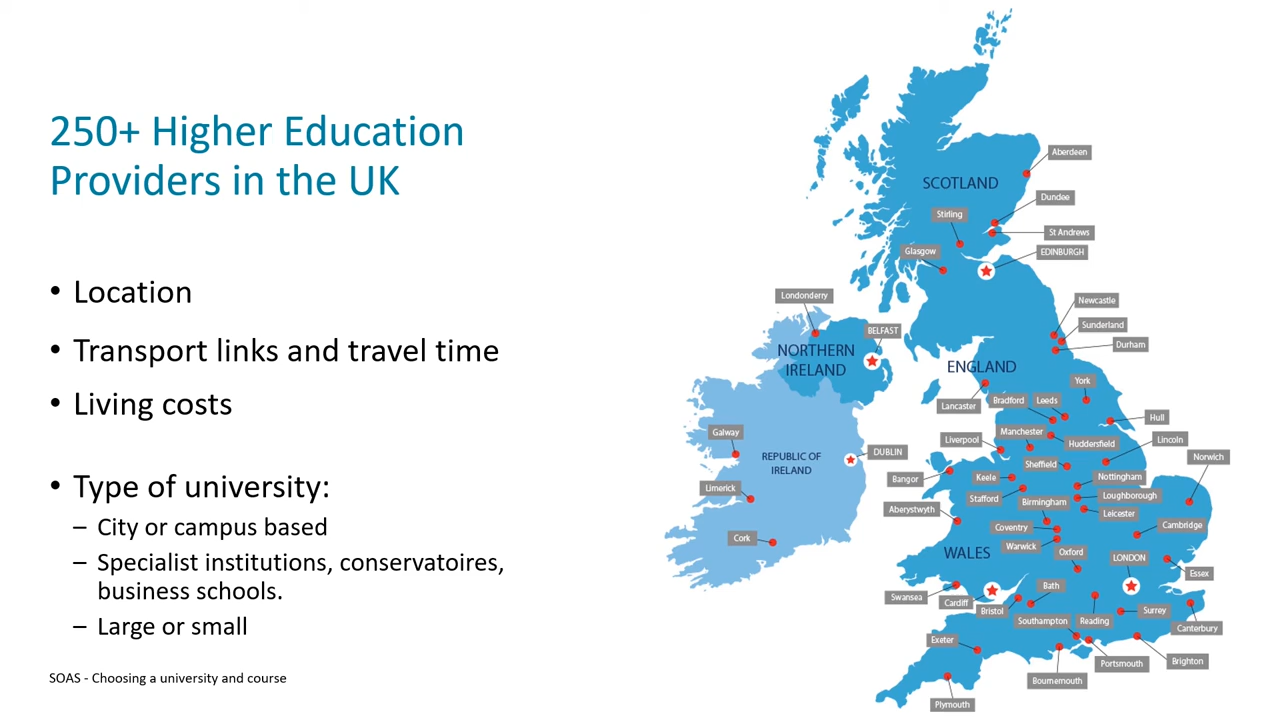 250+ Higher Education
Providers in the UK
• Location
• Transport links and travel time
• Living costs
• Type of university:
– City or campus based
– Specialist institutions, conservatoires,
business schools.
– Large or small
SOAS - Choosing a university and course
Aberdeen
SCOTLAND
Dundee
Stirling
St Andrews
Glasgow
EDINBURGH
Londonderry
Newcastle
BELFAST
Sunderland
Durham
NORTHERN
IRELAND
ENGLAND
York
Lancaster
Bradford
Leeds
Hull
Galway
Manchester
Liverpool
Huddersfield
Lincoln
DUBLIN
REPUBLIC OF
IRELAND
Norwich
Sheffield
Bangor
Keele
Nottingham
Limerick
Stafford
Loughborough
Birmingham
Aberystwyth
Leicester
Coventry
Cambridge
Cork
Warwick
WALES
Oxford
LONDON
Essex
Bath
Swansea
Cardiff
Bristol
Surrey
Southampton
Reading
Canterbury
Exeter
Portsmouth
Brighton
Bournemouth
Plymouth